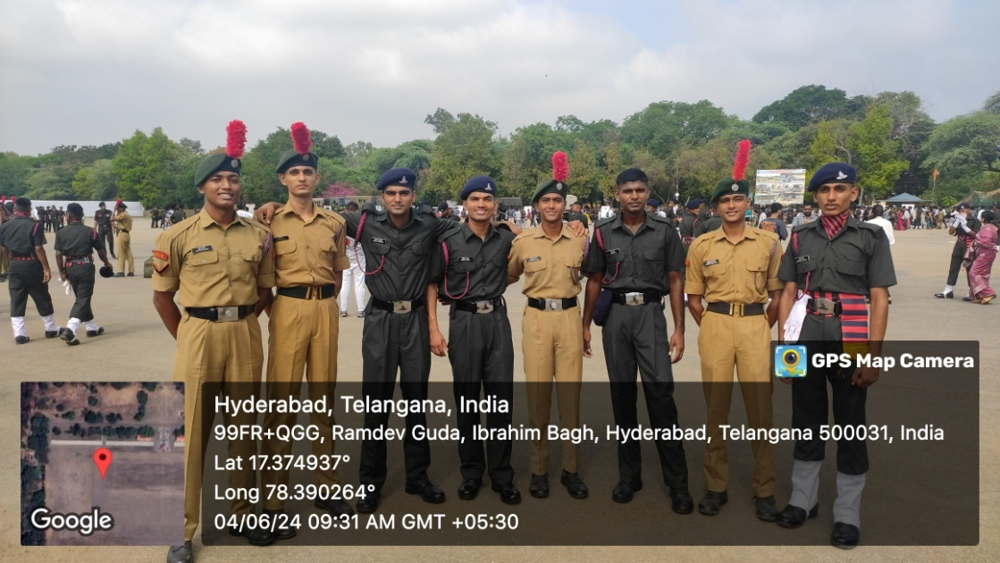 GPS Map Camera
Hyderabad, Telangana, India
99FR+QGG, Ramdev Guda, Ibrahim Bagh, Hyderabad, Telangana 500031, India
Lat 17.374937°
Long 78.390264°
04/06/24 09:31 AM GMT +05:30
Google